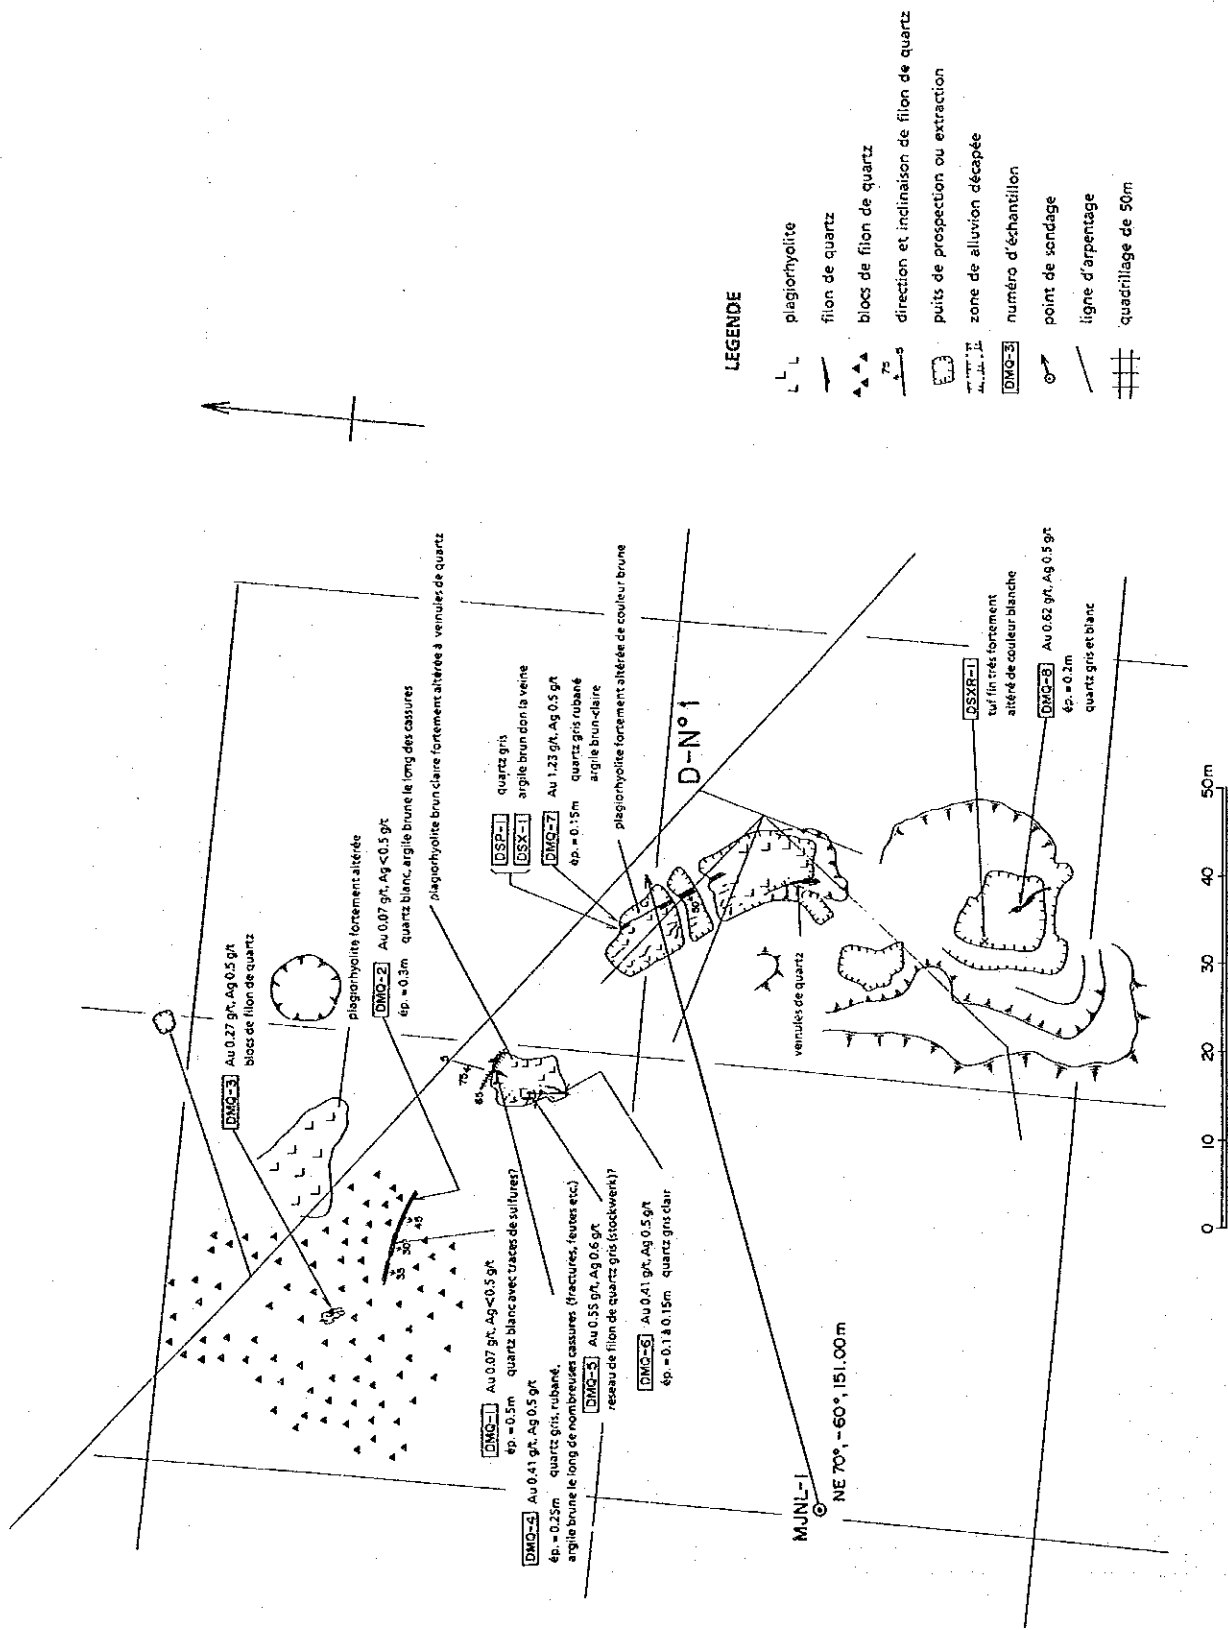 DMQ-3 Au 0.27 g/t, Ag 0.5 g/t
blocs de filon de quartz
plagiorhyolite fortement altérée
DMQ-2 Au 0.07 g/t, Ag<0.5 g/t
ép. = 0.3m quartz blanc, argile brune le long des cassures
plagiorhyolite brun claire fortement altérée à veinules de quartz
35
30
45
75
65
DMQ-1 Au 0.07 g/t, Ag<0.5 g/t
ép. = 0.5m quartz blanc avec traces de sulfures?
DMQ-4 Au 0.41 g/t, Ag 0.5 g/t
ép. = 0.25m quartz gris, rubané,
argile brune le long de nombreuses cassures (fractures, feutes etc.)
DMQ-5 Au 0.55 g/t, Ag 0.6 g/t
reseau de filon de quartz gris (stockwerk)?
DMQ-6 Au 0.41 g/t, Ag 0.5 g/t
ép. = 0.1 à 0.15m quartz gris clair
DSP-1 quartz gris
DSX-1 argile brun don la veine
DMQ-7 Au 1.23 g/t, Ag 0.5 g/t
ép. = 0.15m quartz gris rubané
argile brun-claire
plagiorhyolite fortement altérée de couleur brune
D-N°1
50
veinules de quartz
MJNL-1
NE 70°, -60°, 151.00m
DSXR-1
tuf fin trés fortement
altéré de couleur blanche
DMQ-8 Au 0.62 g/t, Ag 0.5 g/t
ép. = 0.2m
quartz gris et blanc
0 10 20 30 40 50m
LEGENDE
plagiorhyolite
filon de quartz
blocs de filon de quartz
75 direction et inclinaison de filon de quartz
puits de prospection ou extraction
zone de alluvion décapée
DMQ-3 numéro d'échantillon
point de sondage
ligne d'arpentage
quadrillage de 50m